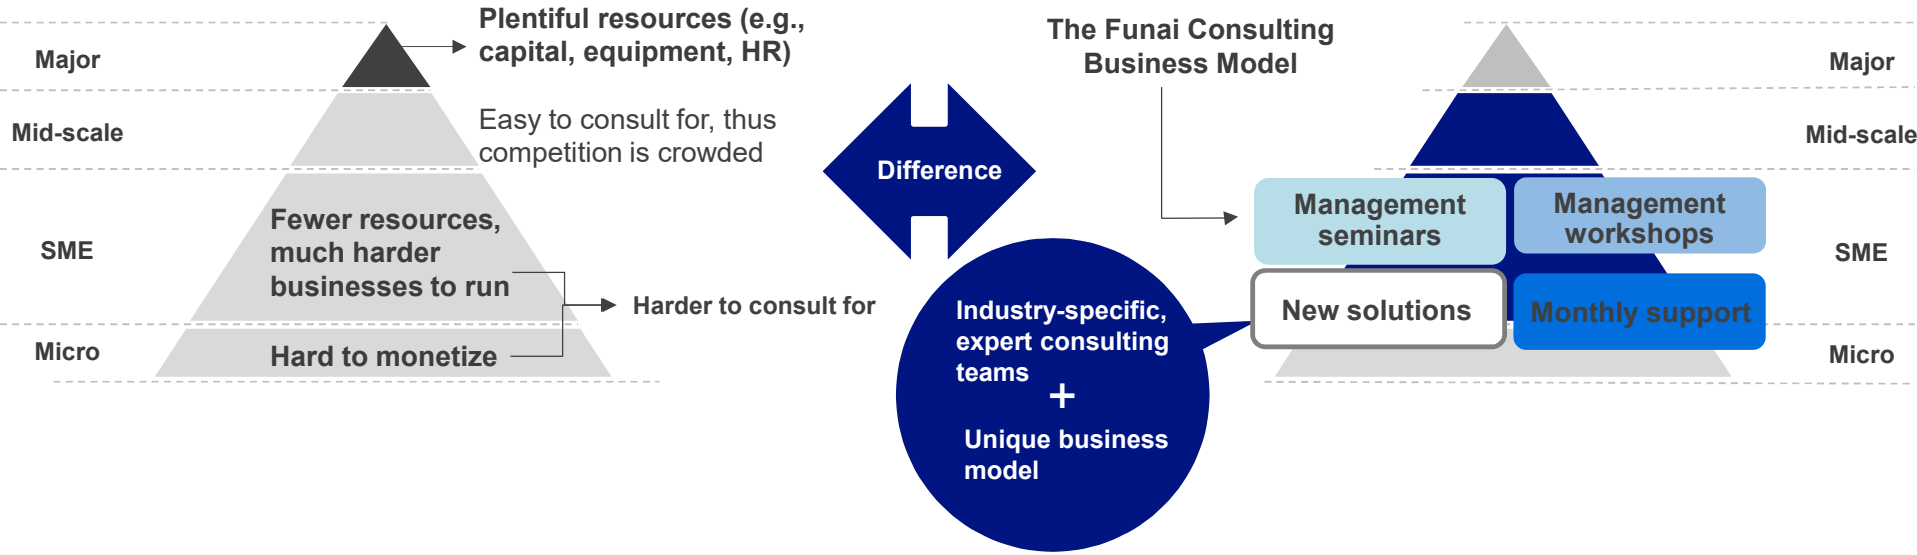 Major
Mid-scale
SME
Micro
Plentiful resources (e.g.,
capital, equipment, HR)
Easy to consult for, thus
competition is crowded
Fewer resources,
much harder
businesses to run
Hard to monetize
Harder to consult for
Difference
Industry-specific,
expert consulting
teams
+
Unique business
model
The Funai Consulting
Business Model
Management
seminars
Management
workshops
New solutions
Monthly support
Major
Mid-scale
SME
Micro